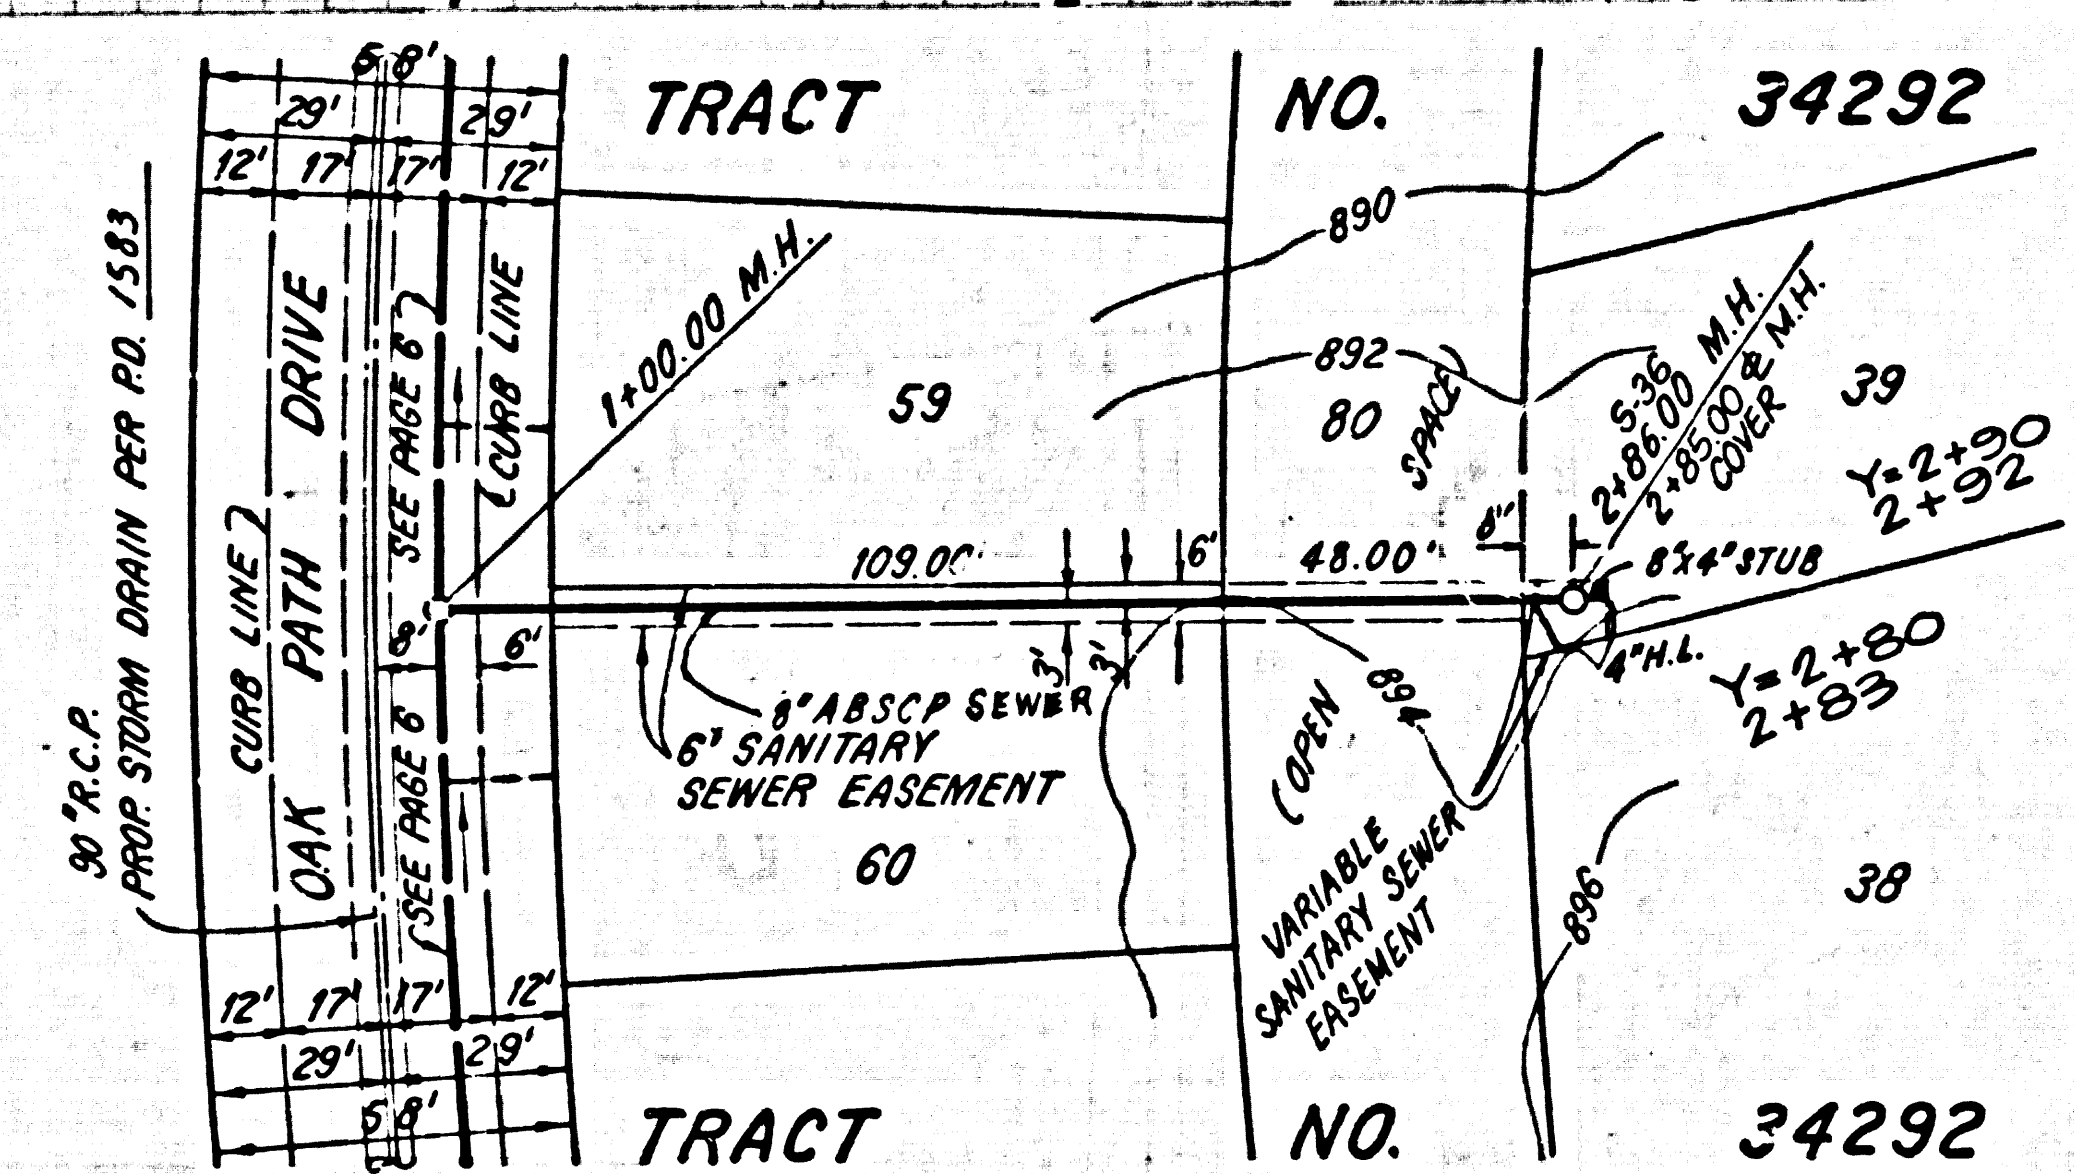 58'
29'
29'
12'
17'
17'
12'
TRACT
NO.
34292
90" R.C.P.
PROP. STORM DRAIN PER P.D. 1583
CURB LINE
OAK PATH DRIVE
SEE PAGE 6
CURB LINE
(SEE PAGE 6
8'
6'
1+00.00 M.H.
59
109.00'
6'
3'
3'
8" ABSCP SEWER
6' SANITARY
SEWER EASEMENT
60
890
892
80
(OPEN
SPACE)
48.00'
894
VARIABLE
SANITARY SEWER
EASEMENT
S-36
2+86.00 M.H.
2+85.00 & M.H.
COVER
39
Y=2+90
2+92
8"x4" STUB
4" H.L.
Y=2+80
2+83
896
38
12'
17'
17'
12'
29'
29'
58'
TRACT
NO.
34292